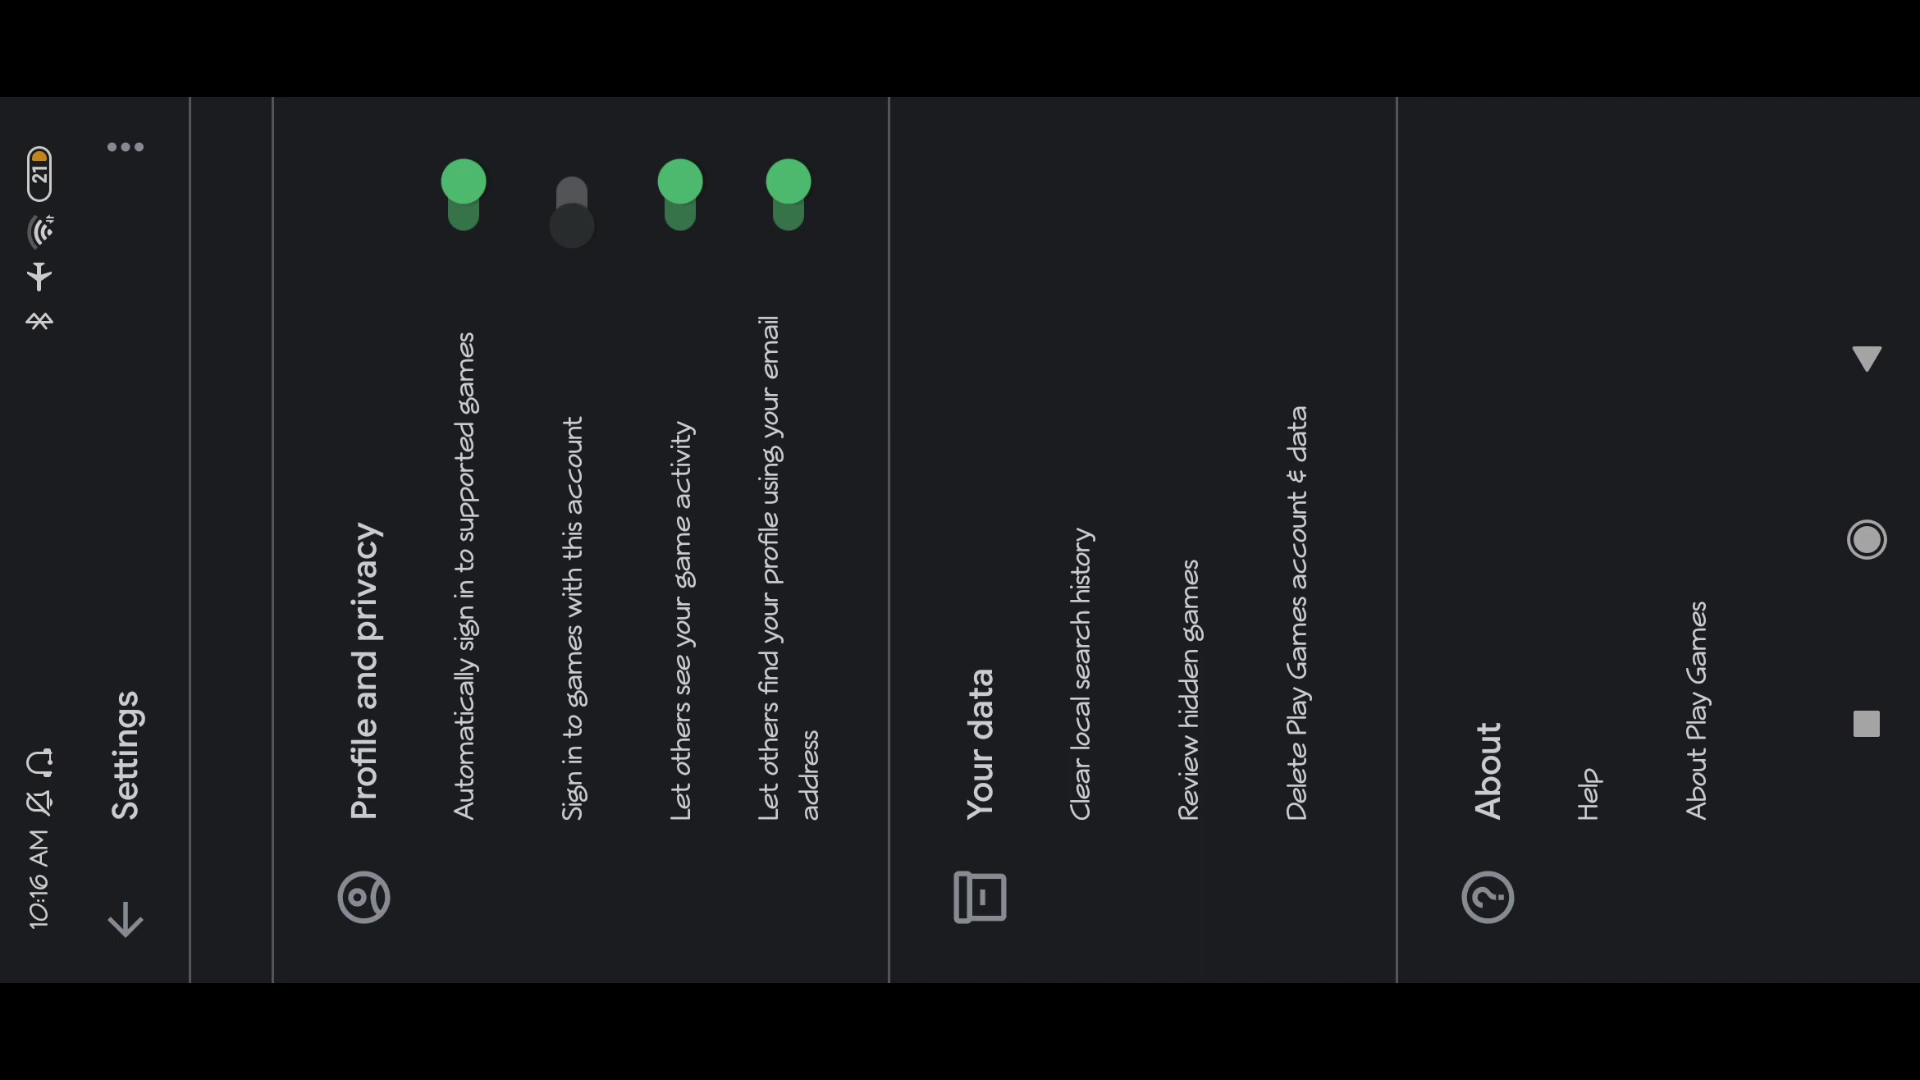 10:16 AM
21
Settings
Profile and privacy
Automatically sign in to supported games
Sign in to games with this account
Let others see your game activity
Let others find your profile using your email
address
Your data
Clear local search history
Review hidden games
Delete Play Games account & data
About
Help
About Play Games